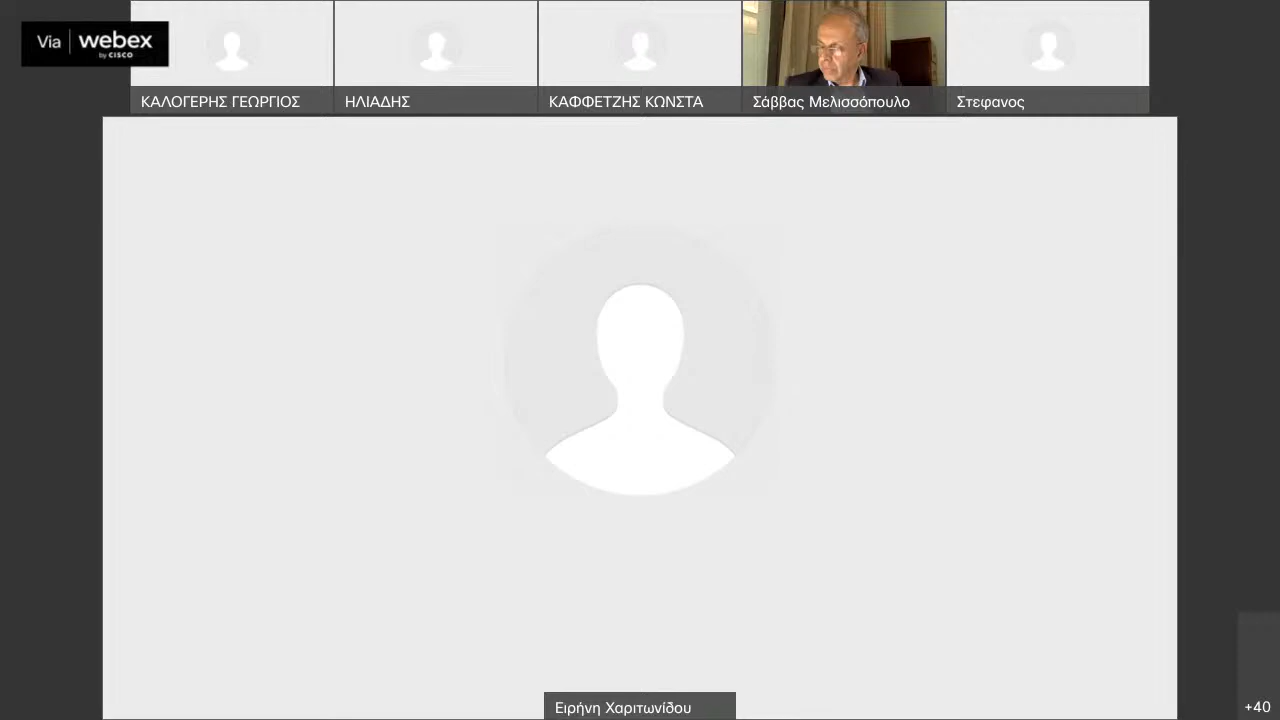 Via webex
by CISCO
ΚΑΛΟΓΕΡΗΣ ΓΕΩΡΓΙΟΣ
ΗΛΙΑΔΗΣ
ΚΑΦΦΕΤΖΗΣ ΚΩΝΣΤΑ
Σάββας Μελισσόπουλο
Στεφανος
Ειρήνη Χαριτωνίδου
+40